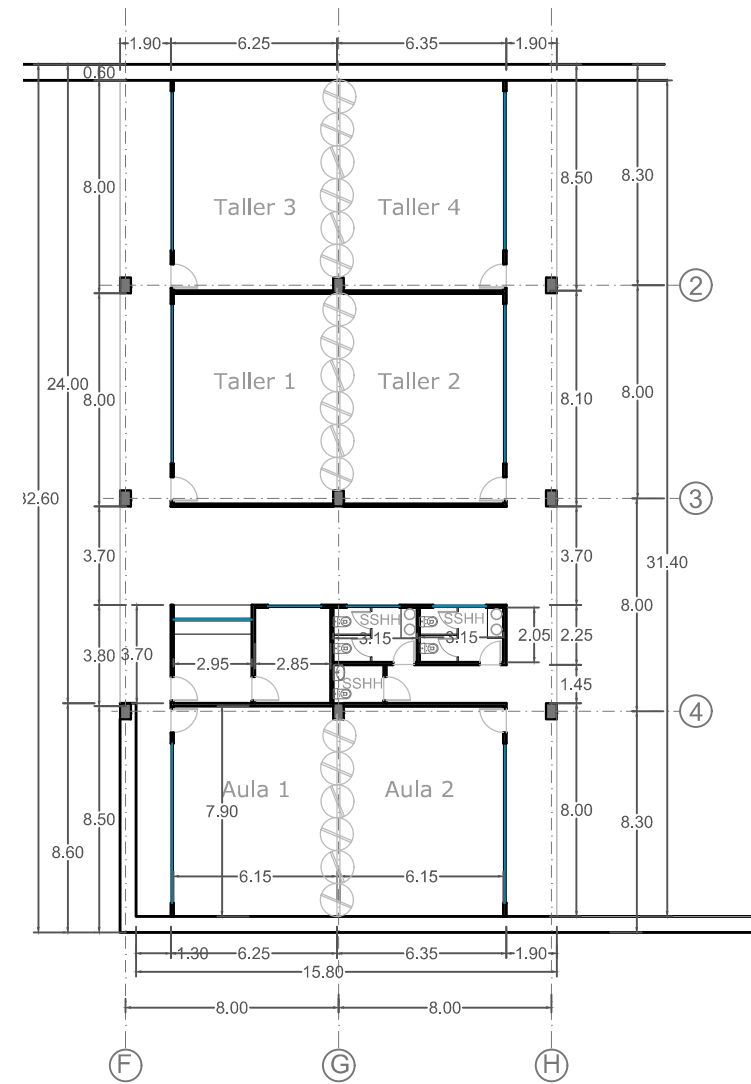 1.90 6.25 6.35 1.90
0.60
8.00 8.50 8.30
Taller 3 Taller 4
2
24.00 8.00
Taller 1 Taller 2
8.10 8.00
32.60
3
3.70 3.70 31.40
8.00
SSHH SSHH
3.15 3.15 2.05 2.25
3.80 3.70 2.95 2.85
SSHH 1.45
4
Aula 1 Aula 2
7.90
8.50 8.00 8.30
8.60
6.15 6.15
1.30 6.25 6.35 1.90
15.80
8.00 8.00
F G H